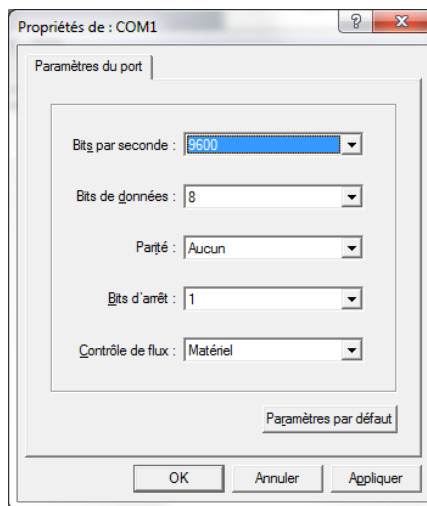 Propriétés de : COM1
Paramètres du port
Bits par seconde : 9600
Bits de données : 8
Parité : Aucun
Bits d'arrêt : 1
Contrôle de flux : Matériel
Paramètres par défaut
OK Annuler Appliquer